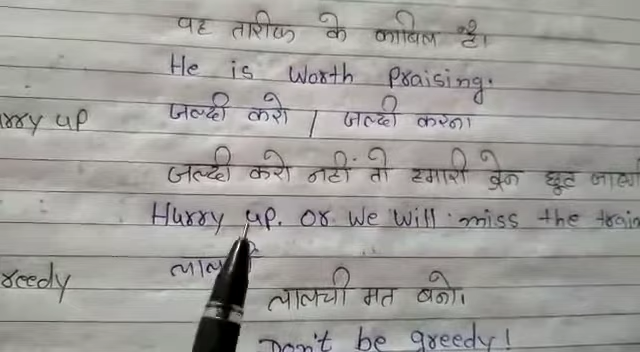 वह तारीफ के काबिल है।
He is worth praising.
जल्दी करो / जल्दी करना
जल्दी करो नहीं तो हमारी ट्रेन छूट
Hurry up. or we will miss the train
लालची मत बनो।
Don't be greedy!